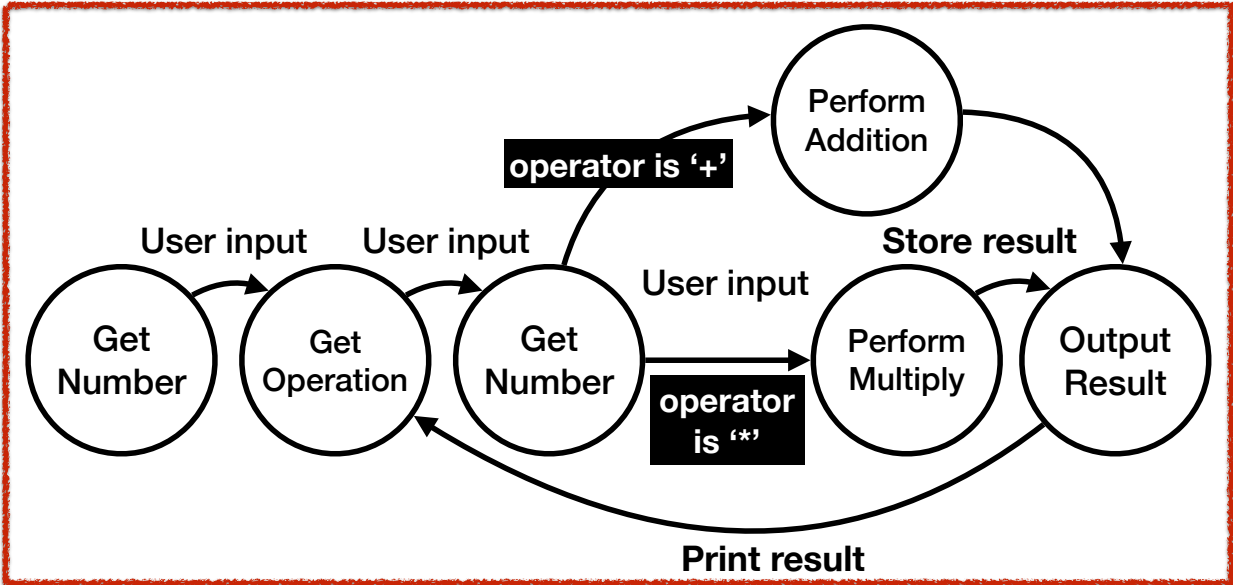 Perform
Addition
operator is ‘+’
User input
User input
Store result
User input
Get
Number
Get
Operation
Get
Number
Perform
Multiply
Output
Result
operator
is ‘*’
Print result